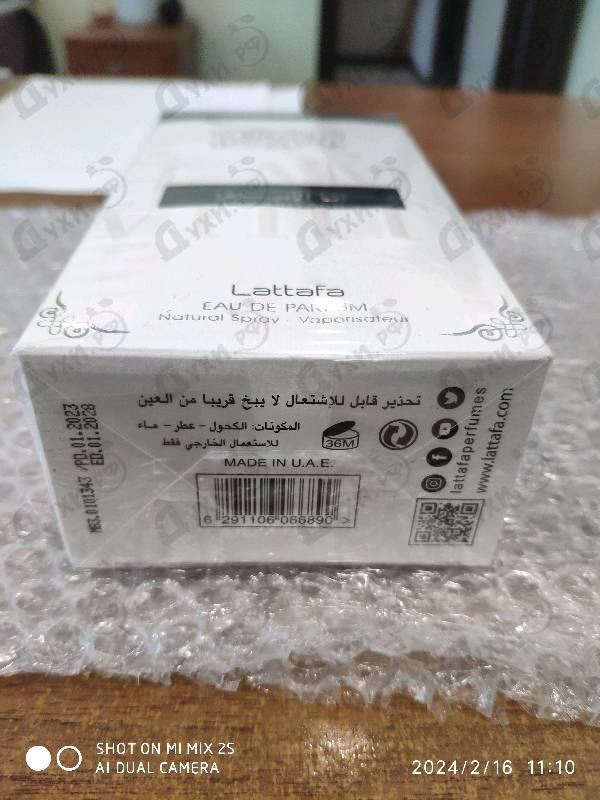 Lattafa
EAU DE PARFUM
Natural Spray - Vaporisateur
تحذير قابل للإشتعال لا يبخ قريبا من العين
المكونات: الكحول - عطر - ماء
للاستعمال الخارجي فقط
36M
MADE IN U.A.E.
6 291106 066890 >
PD.01.2023
ED.01.2028
lattafaperfumes
www.lattafa.com
духи.рф
SHOT ON MI MIX 2S
AI DUAL CAMERA
2024/2/16 11:10